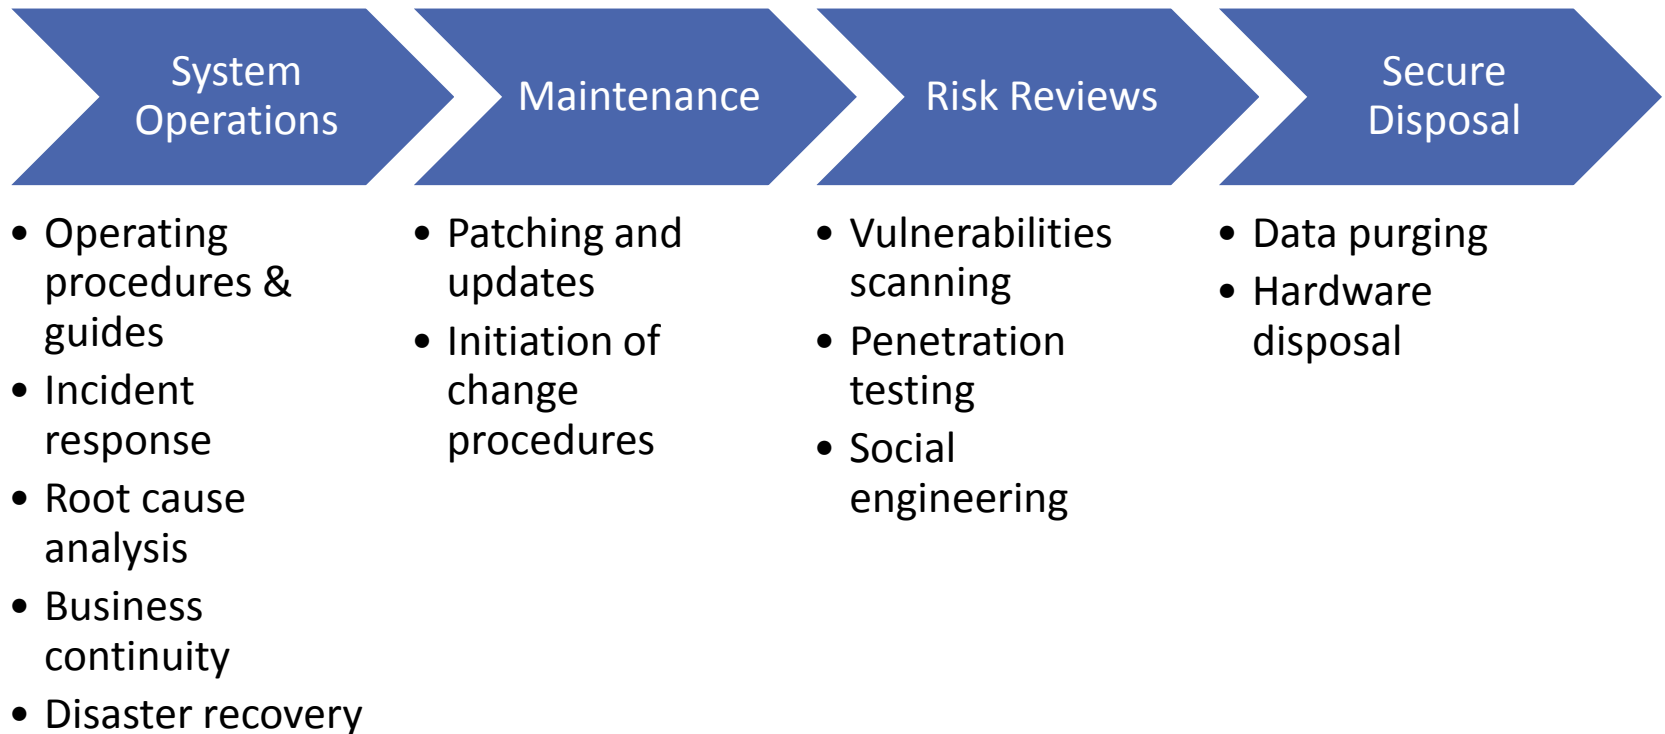 System
Operations
Maintenance
Risk Reviews
Secure
Disposal
• Operating
procedures &
guides
• Incident
response
• Root cause
analysis
• Business
continuity
• Disaster recovery
• Patching and
updates
• Initiation of
change
procedures
• Vulnerabilities
scanning
• Penetration
testing
• Social
engineering
• Data purging
• Hardware
disposal